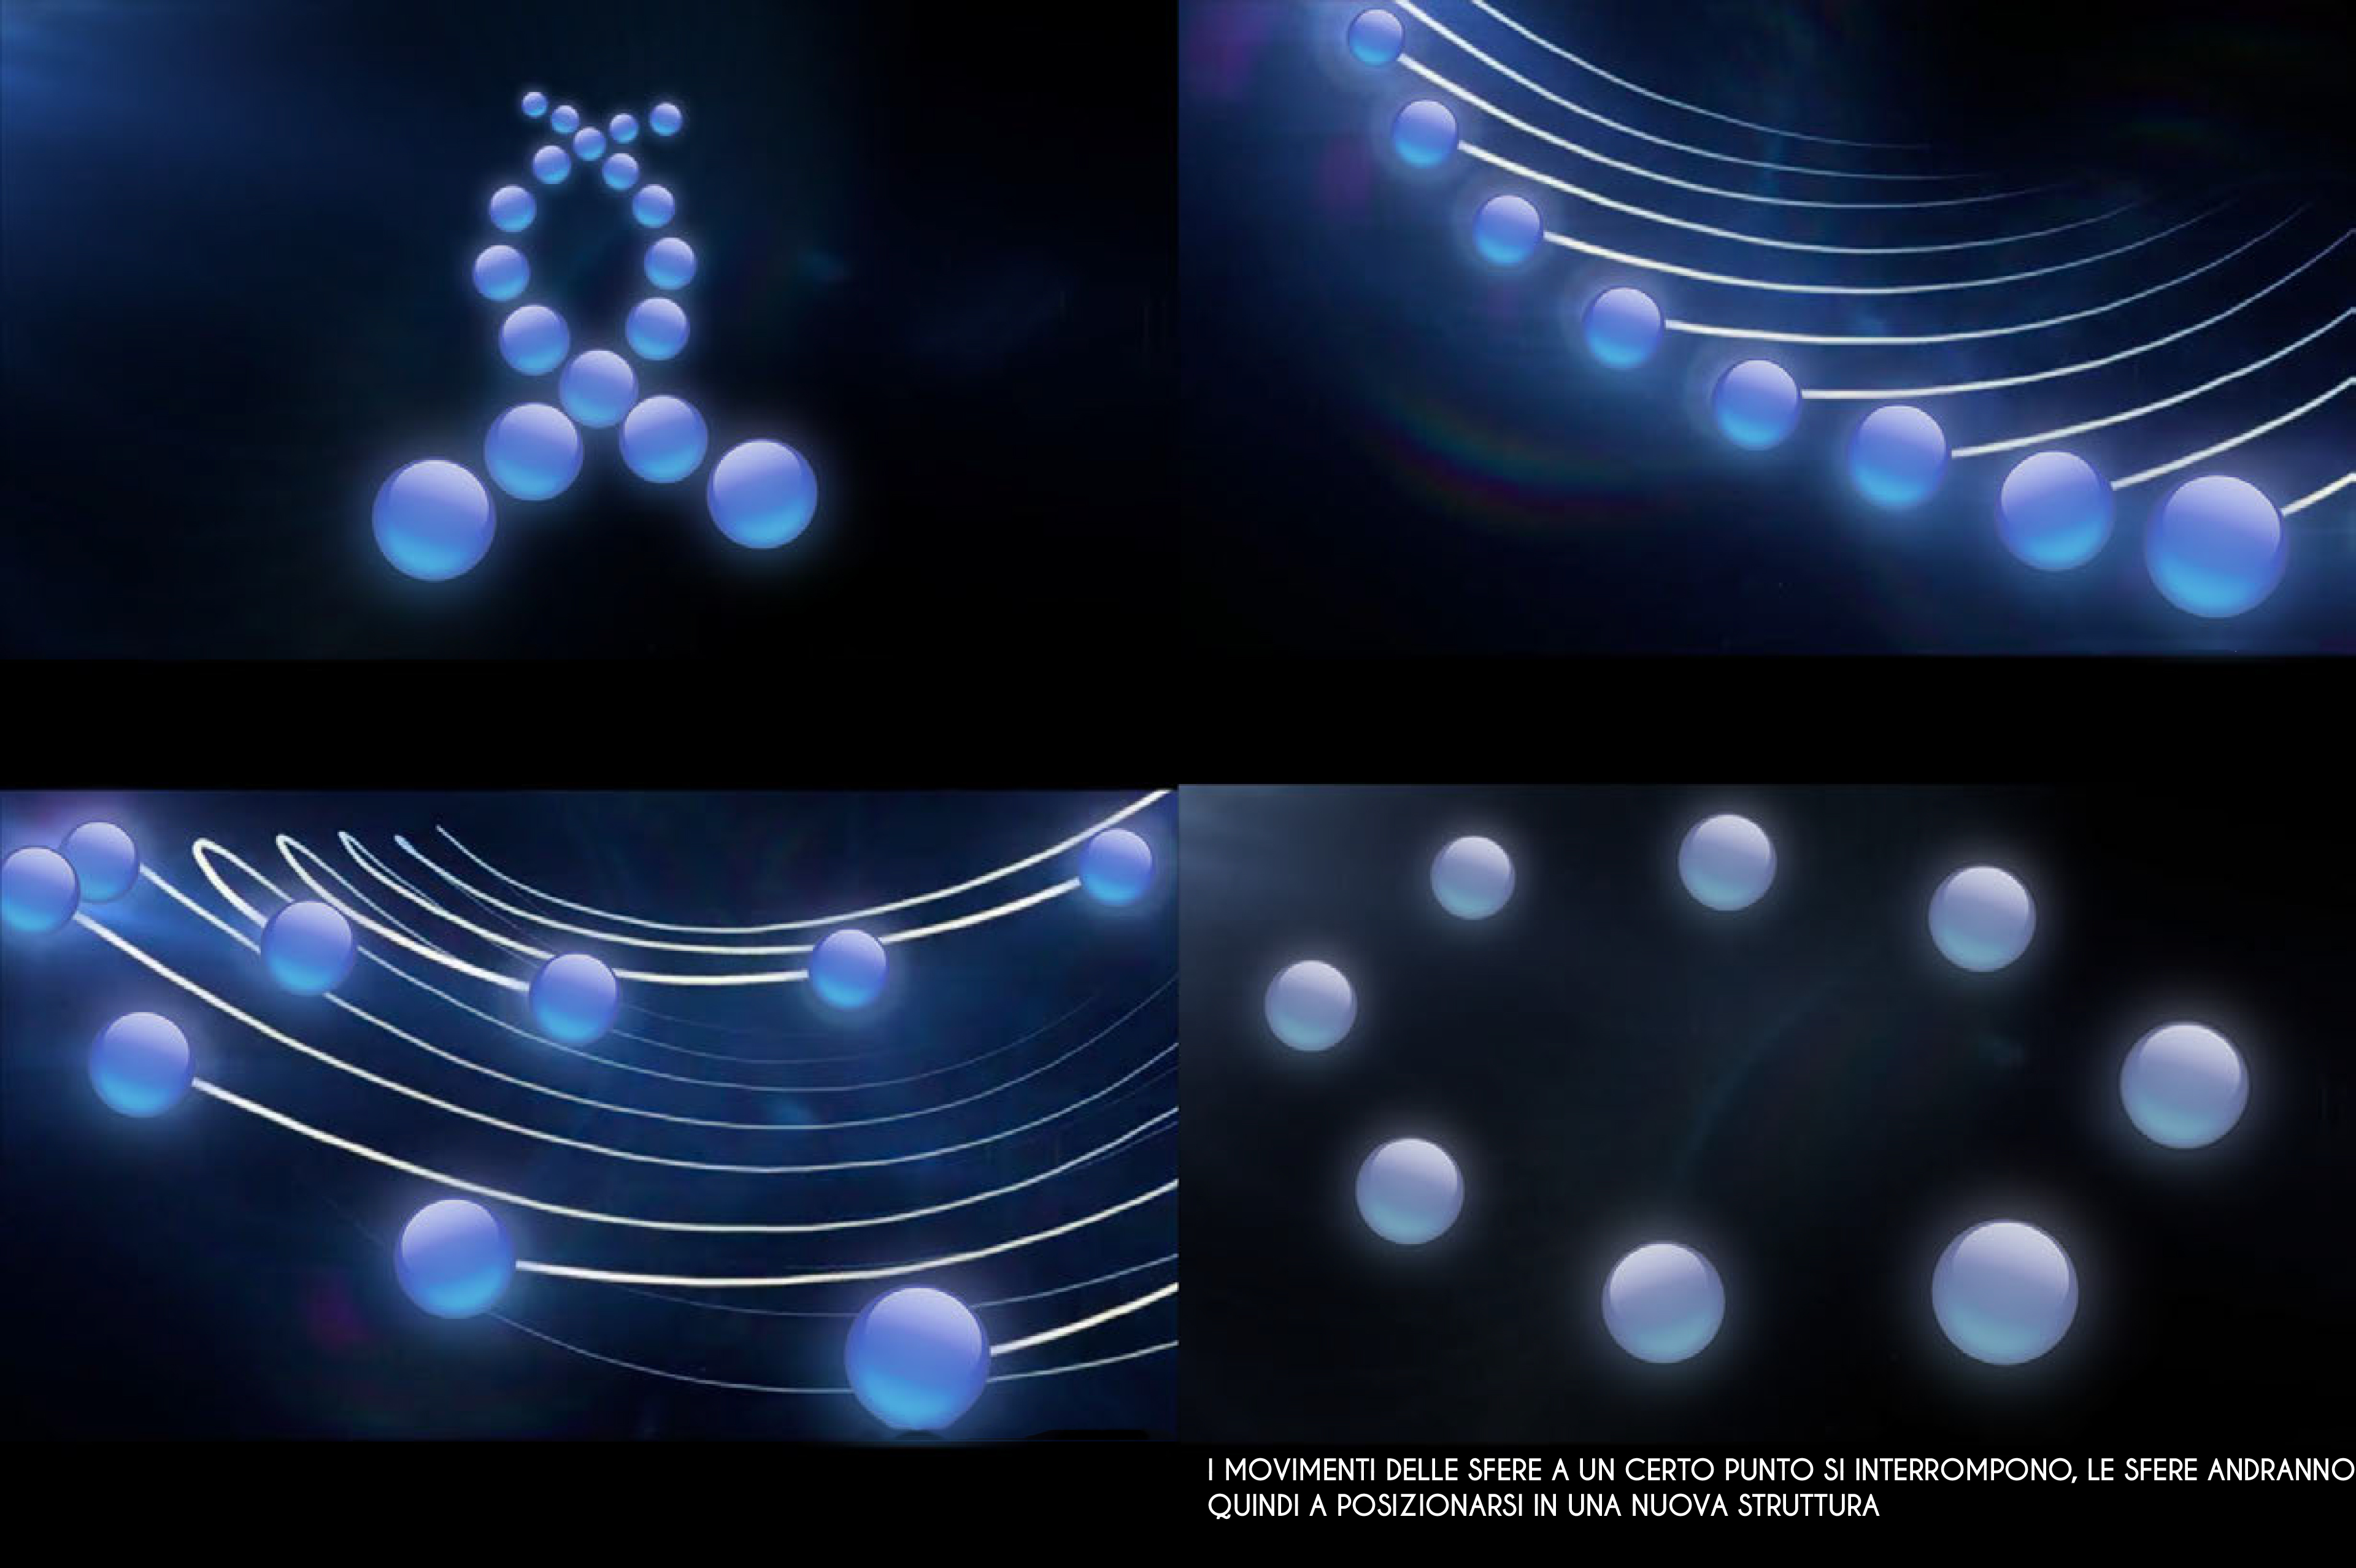 I MOVIMENTI DELLE SFERE A UN CERTO PUNTO SI INTERROMPONO, LE SFERE ANDRANNO
QUINDI A POSIZIONARSI IN UNA NUOVA STRUTTURA